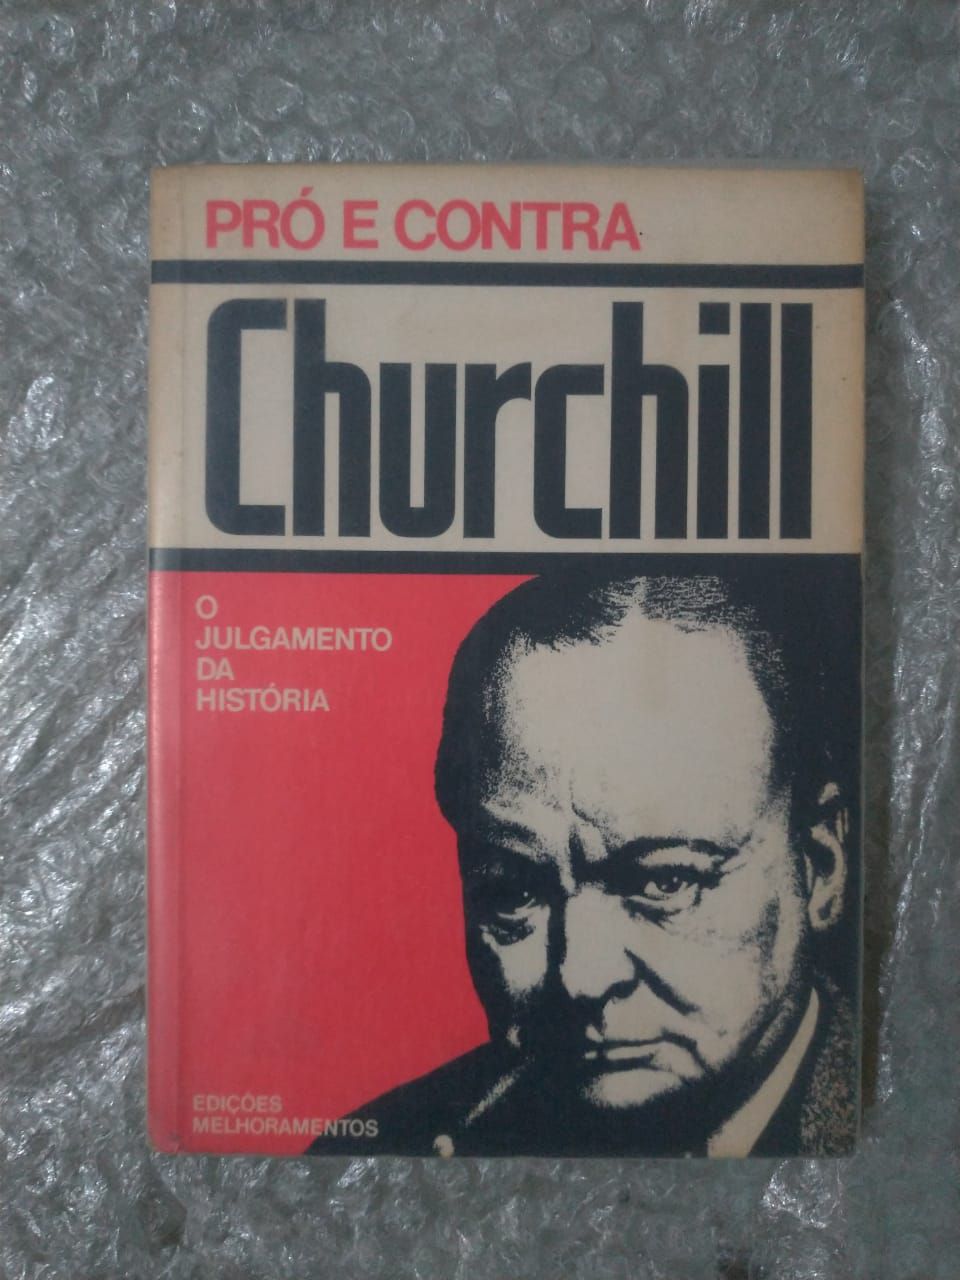 PRÓ E CONTRA
Churchill
O
JULGAMENTO
DA
HISTÓRIA
EDIÇÕES
MELHORAMENTOS